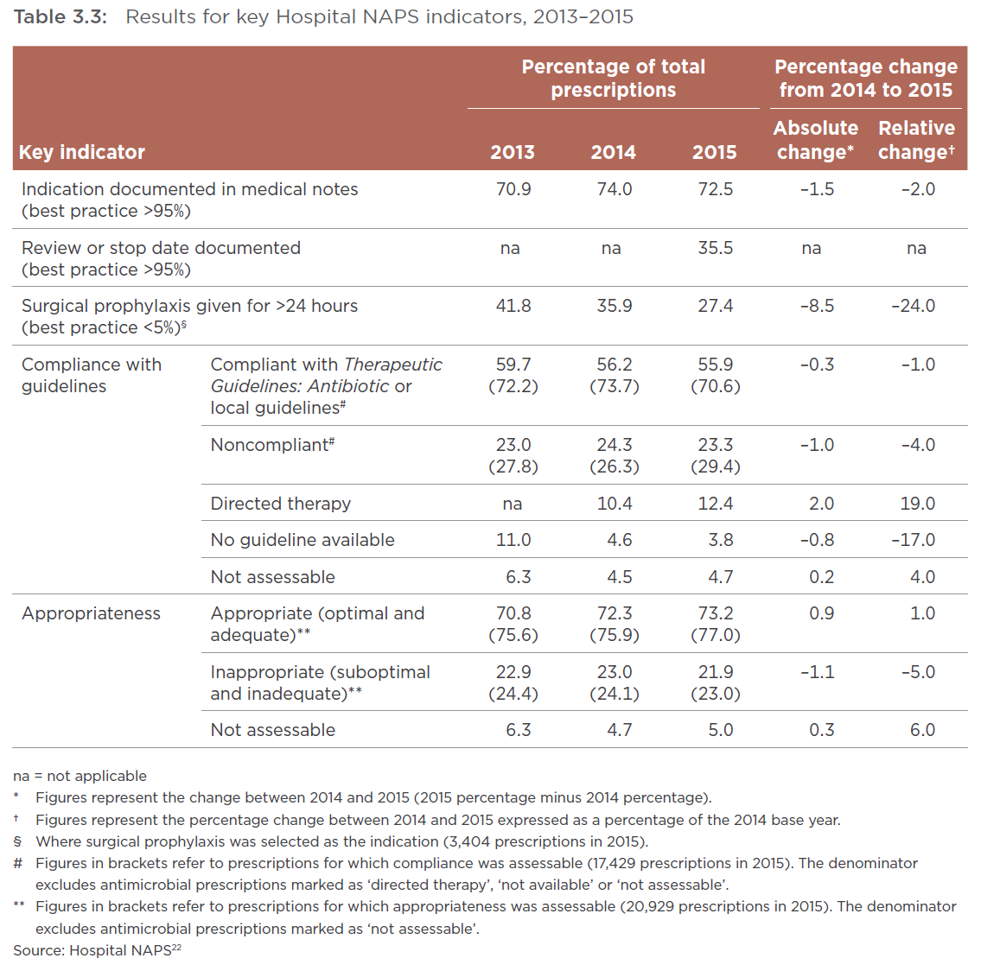 Table 3.3: Results for key Hospital NAPS indicators, 2013–2015
Percentage of total prescriptions
Percentage change from 2014 to 2015
Key indicator 2013 2014 2015 Absolute change* Relative change†
Indication documented in medical notes 70.9 74.0 72.5 –1.5 –2.0
(best practice >95%)
Review or stop date documented na na 35.5 na na
(best practice >95%)
Surgical prophylaxis given for >24 hours 41.8 35.9 27.4 –8.5 –24.0
(best practice <5%)§
Compliance with guidelines
Compliant with Therapeutic 59.7 56.2 55.9 –0.3 –1.0
Guidelines: Antibiotic or (72.2) (73.7) (70.6)
local guidelines#
Noncompliant# 23.0 24.3 23.3 –1.0 –4.0
(27.8) (26.3) (29.4)
Directed therapy na 10.4 12.4 2.0 19.0
No guideline available 11.0 4.6 3.8 –0.8 –17.0
Not assessable 6.3 4.5 4.7 0.2 4.0
Appropriateness Appropriate (optimal and 70.8 72.3 73.2 0.9 1.0
adequate)** (75.6) (75.9) (77.0)
Inappropriate (suboptimal 22.9 23.0 21.9 –1.1 –5.0
and inadequate)** (24.4) (24.1) (23.0)
Not assessable 6.3 4.7 5.0 0.3 6.0
na = not applicable
* Figures represent the change between 2014 and 2015 (2015 percentage minus 2014 percentage).
† Figures represent the percentage change between 2014 and 2015 expressed as a percentage of the 2014 base year.
§ Where surgical prophylaxis was selected as the indication (3,404 prescriptions in 2015).
# Figures in brackets refer to prescriptions for which compliance was assessable (17,429 prescriptions in 2015). The denominator
excludes antimicrobial prescriptions marked as ‘directed therapy’, ‘not available’ or ‘not assessable’.
** Figures in brackets refer to prescriptions for which appropriateness was assessable (20,929 prescriptions in 2015). The denominator
excludes antimicrobial prescriptions marked as ‘not assessable’.
Source: Hospital NAPS22